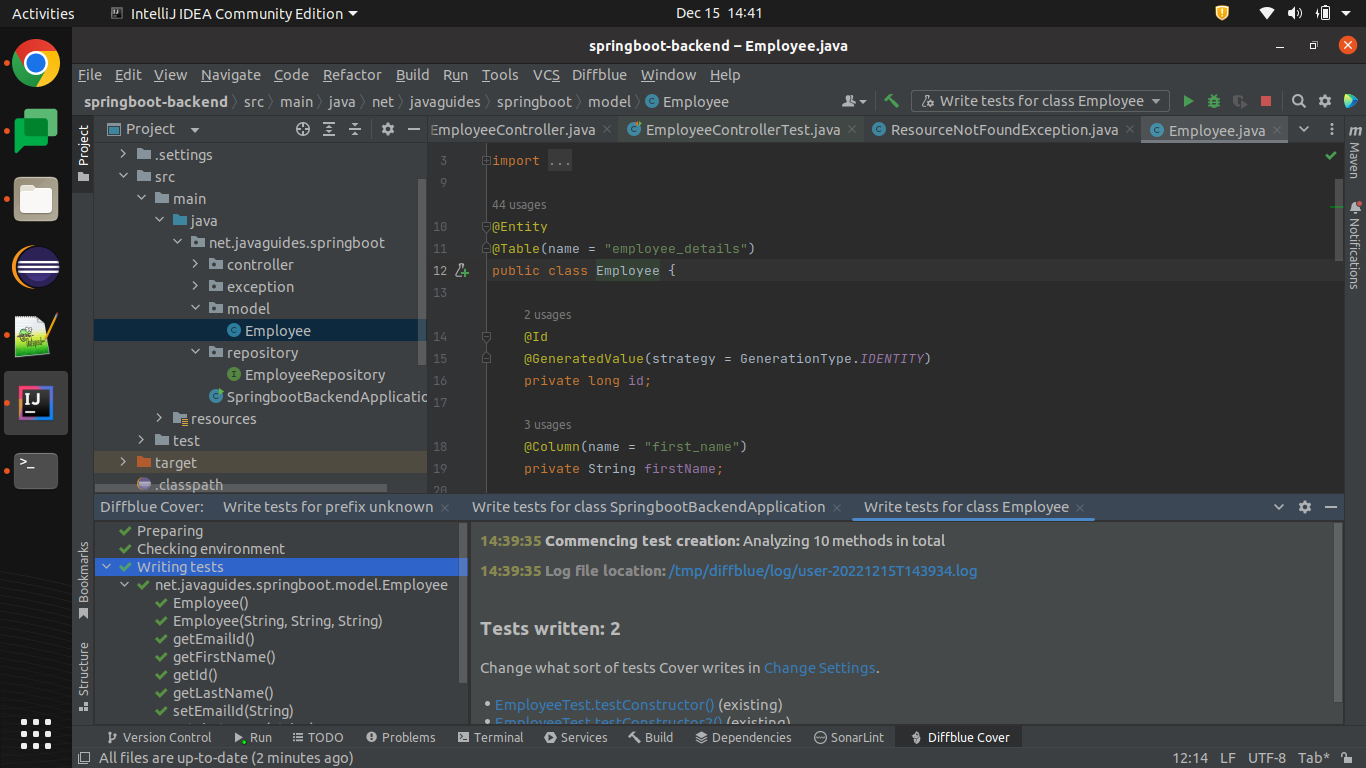 Activities
IntelliJ IDEA Community Edition
Dec 15 14:41
springboot-backend – Employee.java
File Edit View Navigate Code Refactor Build Run Tools VCS Diffblue Window Help
springboot-backend src main java net javaguides springboot model Employee
Write tests for class Employee
Project
Project
EmployeeController.java
EmployeeControllerTest.java
ResourceNotFoundException.java
Employee.java
Maven
Notifications
.settings
src
main
java
net.javaguides.springboot
controller
exception
model
Employee
repository
EmployeeRepository
SpringbootBackendApplicatio
resources
test
target
.classpath
3 import ...
9
44 usages
10 @Entity
11 @Table(name = "employee_details")
12 public class Employee {
13
2 usages
14 @Id
15 @GeneratedValue(strategy = GenerationType.IDENTITY)
16 private long id;
17
3 usages
18 @Column(name = "first_name")
19 private String firstName;
20
Diffblue Cover:
Write tests for prefix unknown
Write tests for class SpringbootBackendApplication
Write tests for class Employee
Bookmarks
Structure
Preparing
Checking environment
Writing tests
net.javaguides.springboot.model.Employee
Employee()
Employee(String, String, String)
getEmailId()
getFirstName()
getId()
getLastName()
setEmailId(String)
14:39:35 Commencing test creation: Analyzing 10 methods in total
14:39:35 Log file location: /tmp/diffblue/log/user-20221215T143934.log
Tests written: 2
Change what sort of tests Cover writes in Change Settings.
• EmployeeTest.testConstructor() (existing)
• EmployeeTest.testConstructor2() (existing)
Version Control
Run
TODO
Problems
Terminal
Services
Build
Dependencies
SonarLint
Diffblue Cover
All files are up-to-date (2 minutes ago)
12:14 LF UTF-8 Tab*